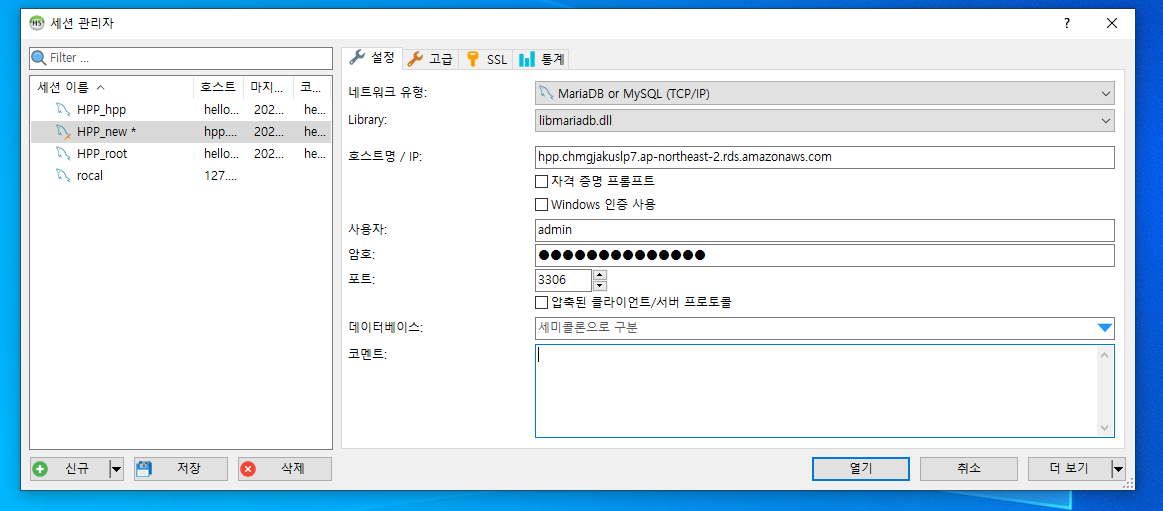 HS 세션 관리자 ?
Filter ...
세션 이름 호스트 마지... 코...
HPP_hpp hello... 202... he...
HPP_new * hpp.... 202... he...
HPP_root hello... 202... he...
rocal 127....
신규 저장 삭제
설정 고급 SSL 통계
네트워크 유형: MariaDB or MySQL (TCP/IP)
Library: libmariadb.dll
호스트명 / IP: hpp.chmgjakuslp7.ap-northeast-2.rds.amazonaws.com
자격 증명 프롬프트
Windows 인증 사용
사용자: admin
암호: ●●●●●●●●●●●●●●
포트: 3306
압축된 클라이언트/서버 프로토콜
데이터베이스: 세미콜론으로 구분
코멘트:
열기 취소 더 보기